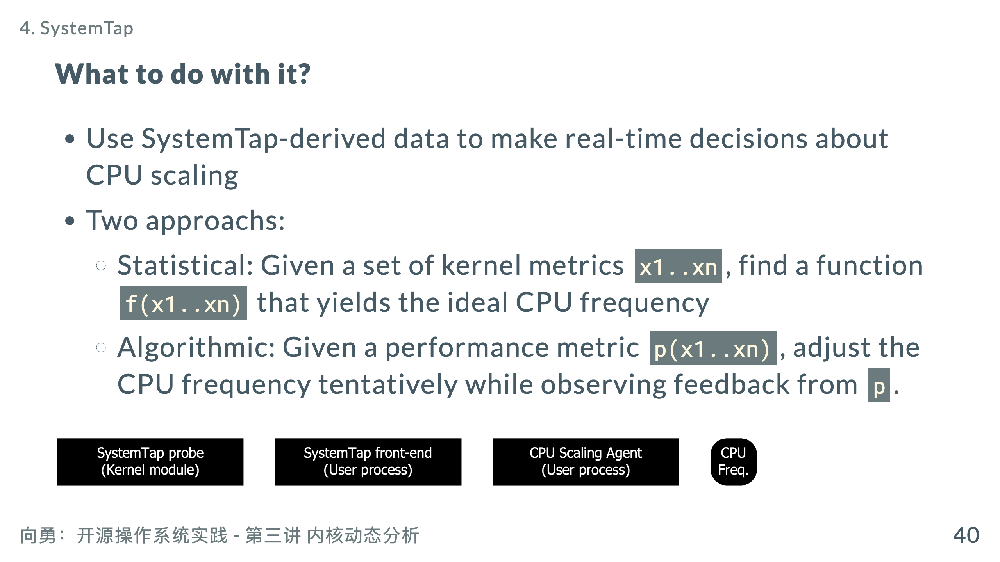 4. SystemTap
What to do with it?
• Use SystemTap-derived data to make real-time decisions about
CPU scaling
• Two approachs:
○ Statistical: Given a set of kernel metrics x1..xn, find a function
f(x1..xn) that yields the ideal CPU frequency
○ Algorithmic: Given a performance metric p(x1..xn), adjust the
CPU frequency tentatively while observing feedback from p.
SystemTap probe
(Kernel module)
SystemTap front-end
(User process)
CPU Scaling Agent
(User process)
CPU
Freq.
向勇：开源操作系统实践 - 第三讲 内核动态分析
40